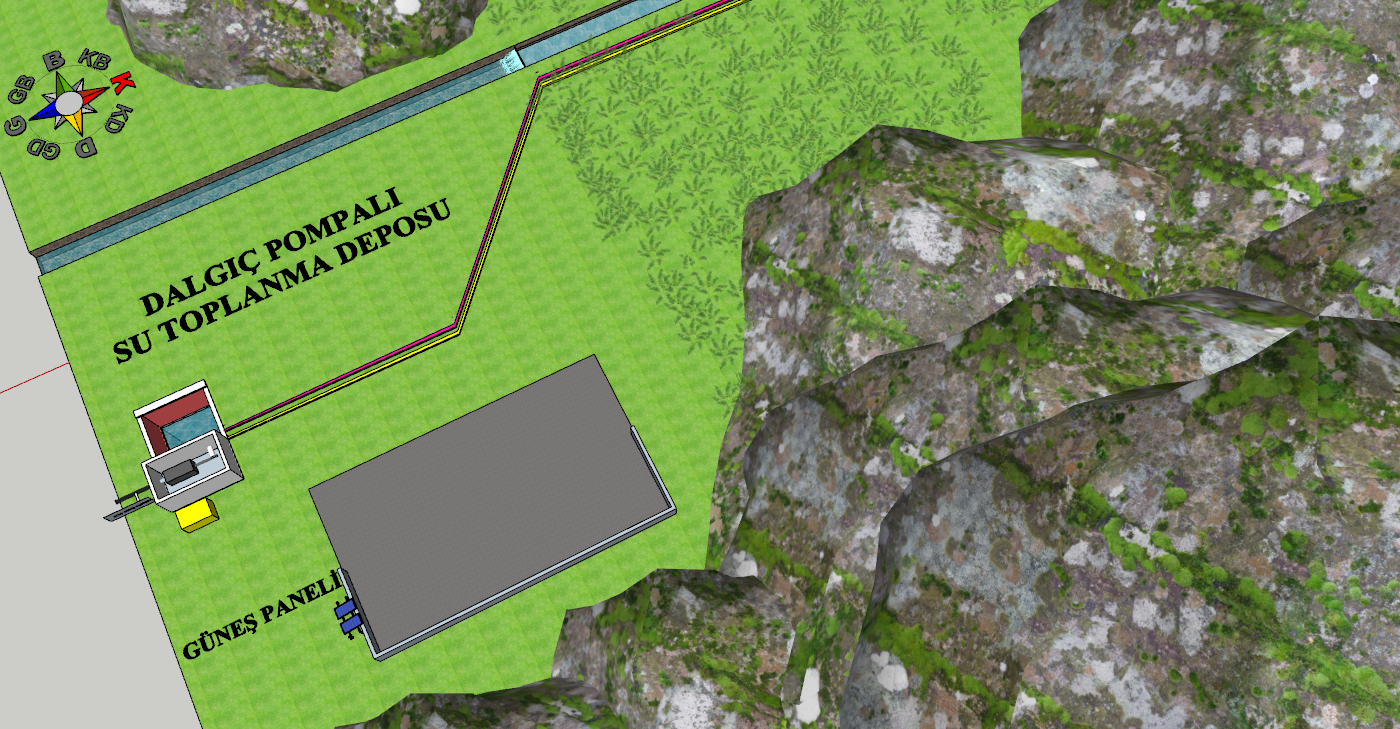 B
KB
K
KD
D
GD
G
GB
DALGIÇ POMPALI
SU TOPLANMA DEPOSU
GÜNEŞ PANELİ